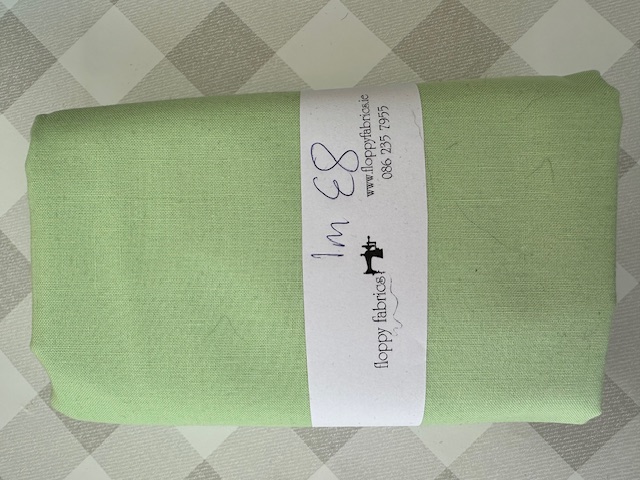 1m €8
floppy fabrics
www.floppyfabrics.ie
086 235 7955